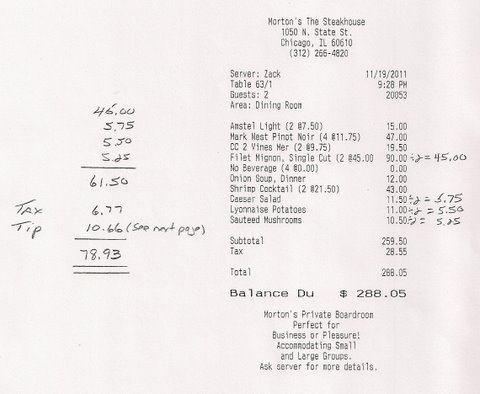 Morton's The Steakhouse
1050 N. State St.
Chicago, IL 60610
(312) 266-4820
Server: Zack 11/19/2011
Table 63/1 9:28 PM
Guests: 2 20053
Area: Dining Room
Amstel Light (2 @7.50) 15.00
Mark West Pinot Noir (4 @11.75) 47.00
CC 2 Vines Mer (2 @9.75) 19.50
Filet Mignon, Single Cut (2 @45.00 90.00 ÷2 = 45.00
No Beverage (4 @0.00) 0.00
Onion Soup, Dinner 12.00
Shrimp Cocktail (2 @21.50) 43.00
Caesar Salad 11.50 ÷2 = 5.75
Lyonnaise Potatoes 11.00 ÷2 = 5.50
Sauteed Mushrooms 10.50 ÷2 = 5.25
Subtotal 259.50
Tax 28.55
Total 288.05
Balance Du $ 288.05
Morton's Private Boardroom
Perfect for
Business or Pleasure!
Accommodating Small
and Large Groups.
Ask server for more details.
45.00
5.75
5.50
5.25
61.50
TAX 6.77
Tip 10.66 (See next page)
78.93